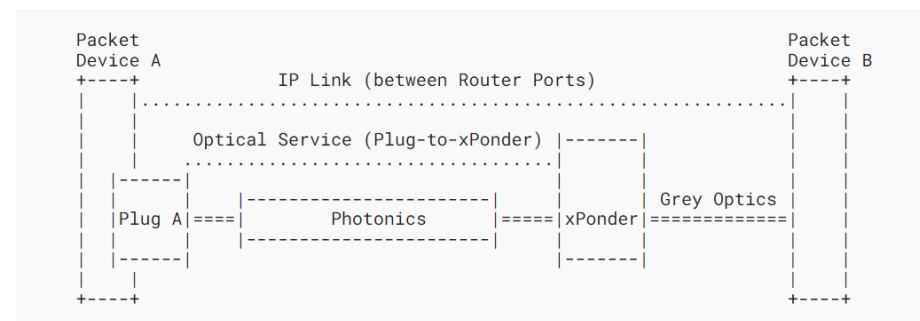 Packet Packet
Device A Device B
IP Link (between Router Ports)
Optical Service (Plug-to-xPonder)
Grey Optics
Plug A Photonics xPonder